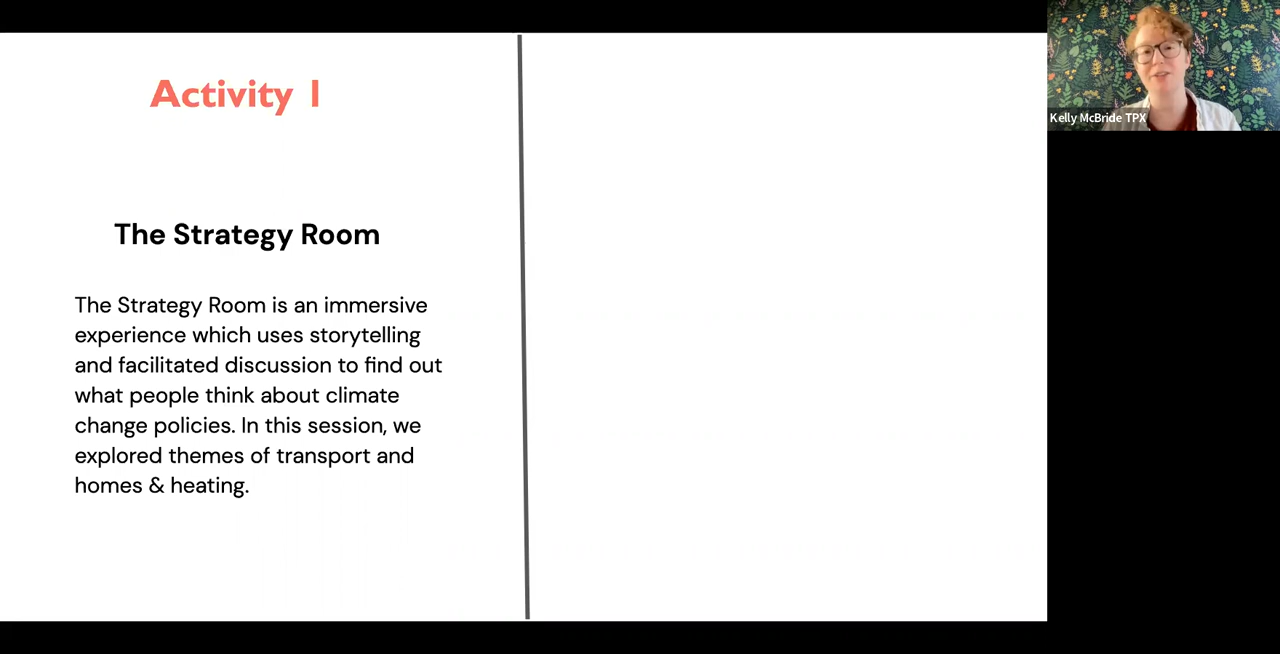 Activity 1
The Strategy Room
The Strategy Room is an immersive
experience which uses storytelling
and facilitated discussion to find out
what people think about climate
change policies. In this session, we
explored themes of transport and
homes & heating.
Kelly McBride TPX